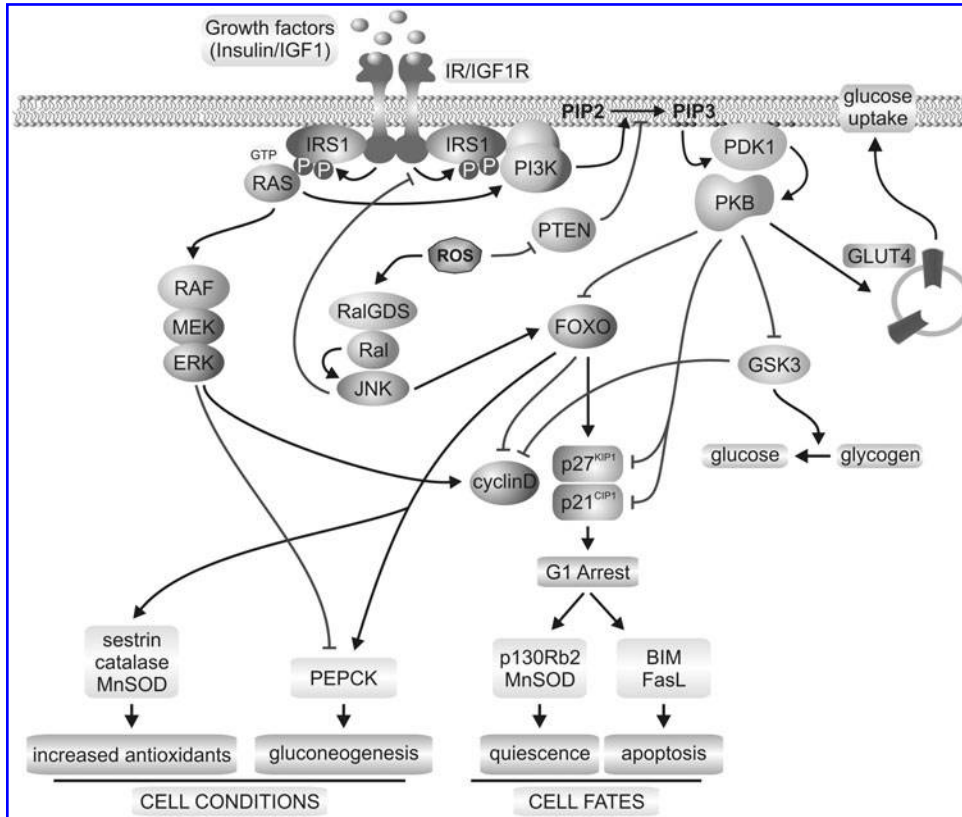 Growth factors
(Insulin/IGF1)
IR/IGF1R
PIP2
PIP3
glucose
uptake
IRS1
IRS1
GTP
P
P
P
P
RAS
PI3K
PDK1
PKB
PTEN
ROS
GLUT4
RAF
MEK
ERK
RalGDS
Ral
JNK
FOXO
GSK3
cyclinD
p27KIP1
p21CIP1
glucose
glycogen
G1 Arrest
sestrin
catalase
MnSOD
PEPCK
p130Rb2
MnSOD
BIM
FasL
increased antioxidants
gluconeogenesis
quiescence
apoptosis
CELL CONDITIONS
CELL FATES